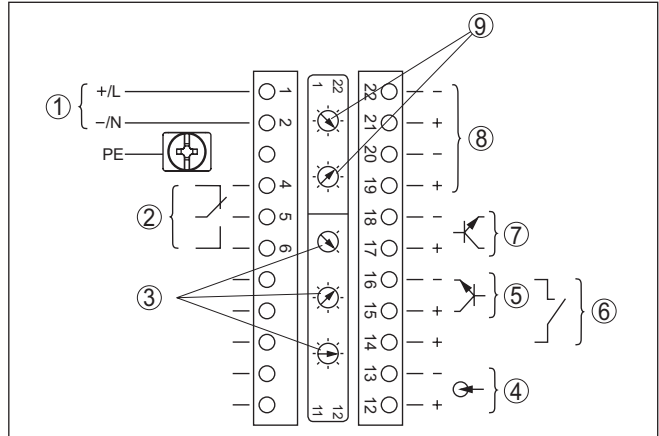 ⑨
① +/L 1 1 22 22 −
−/N 2 21 + ⑧
PE 20 −
4 19 +
② 5 18 − ⑦
6 17 +
③ 16 − ⑤ ⑥
15 +
14 +
13 − ④
11 12 12 +